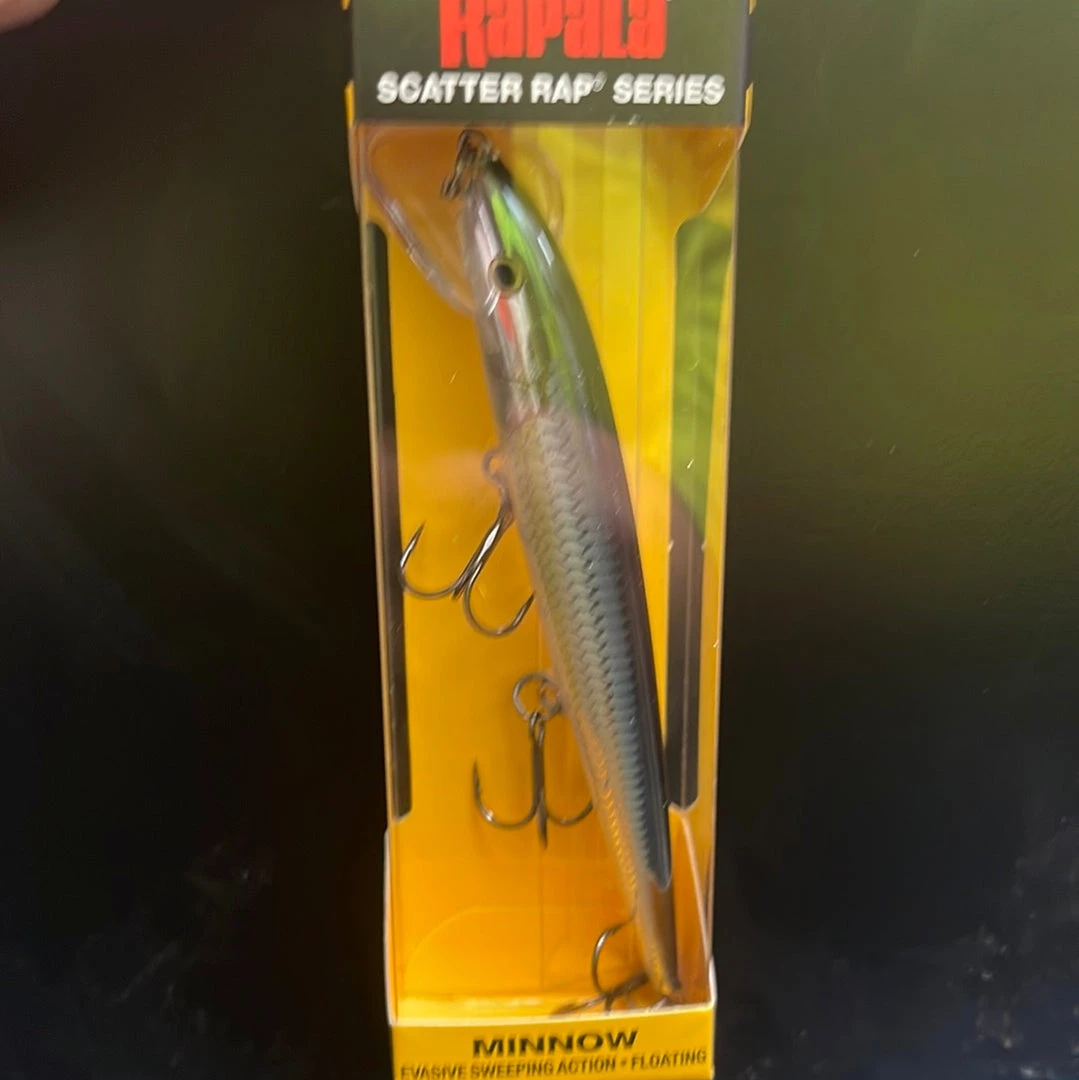 Rapala
SCATTER RAP® SERIES
MINNOW
EVASIVE SWEEPING ACTION • FLOATING